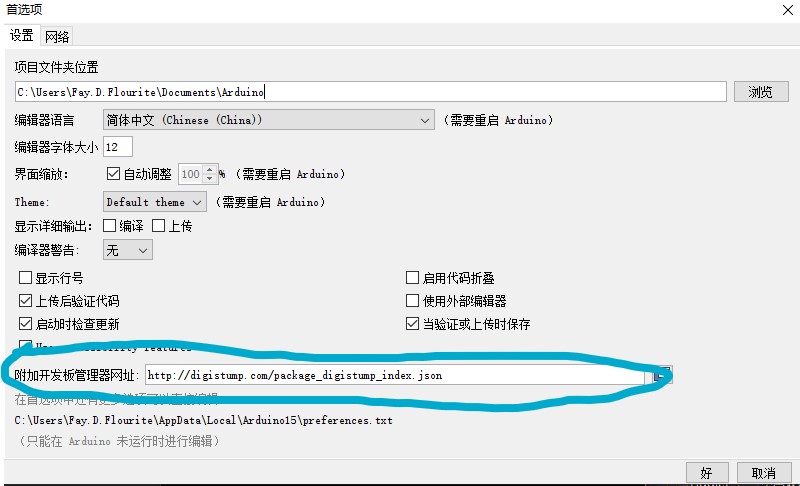 首选项
设置 网络
项目文件夹位置
C:\Users\Fay.D.Flourite\Documents\Arduino 浏览
编辑器语言 简体中文 (Chinese (China)) (需要重启 Arduino)
编辑器字体大小 12
界面缩放: 自动调整 100 % (需要重启 Arduino)
Theme: Default theme (需要重启 Arduino)
显示详细输出: 编译 上传
编译器警告: 无
显示行号 启用代码折叠
上传后验证代码 使用外部编辑器
启动时检查更新 当验证或上传时保存
附加开发板管理器网址: http://digistump.com/package_digistump_index.json
在首选项中还有更多选项可以直接编辑
C:\Users\Fay.D.Flourite\AppData\Local\Arduino15\preferences.txt
(只能在 Arduino 未运行时进行编辑)
好 取消